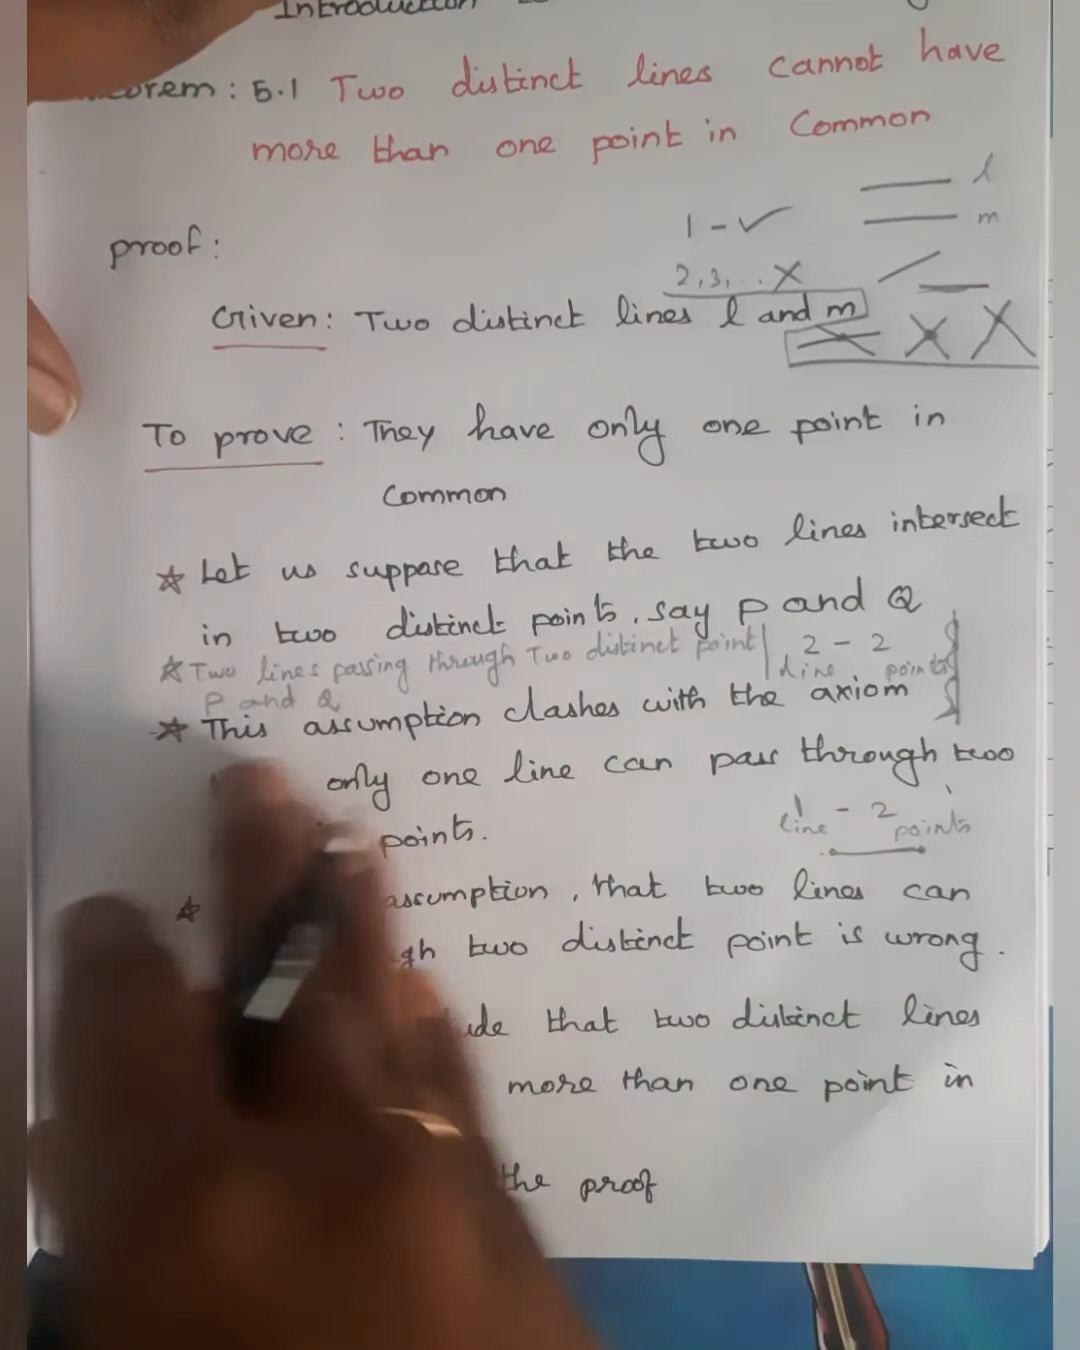 Introduction
orem: 5.1 Two distinct lines cannot have
more than one point in Common
l
m
1 - ✓
2,3,.. X
proof:
Given: Two distinct lines l and m
To prove: They have only one point in
Common
☆ Let us suppose that the two lines intersect
in two distinct points, say p and Q
☆ Two lines passing through Two distinct point
P and Q
2 - 2
line points
☆ This assumption clashes with the axiom
only one line can pass through two
points.
1 - 2
line points
☆ assumption, that two lines can
gh two distinct point is wrong.
ude that two distinct lines
more than one point in
the proof